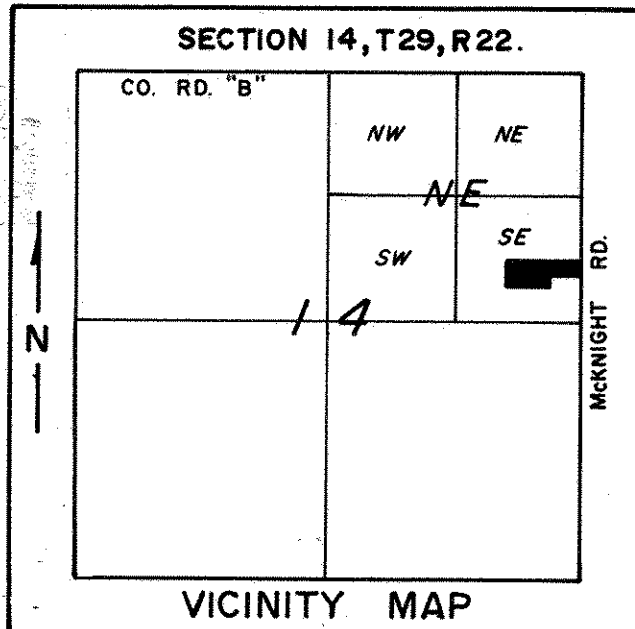 SECTION 14, T29, R22.
CO. RD. "B"
NW NE
NE
SW SE
McKNIGHT RD.
14
N
VICINITY MAP